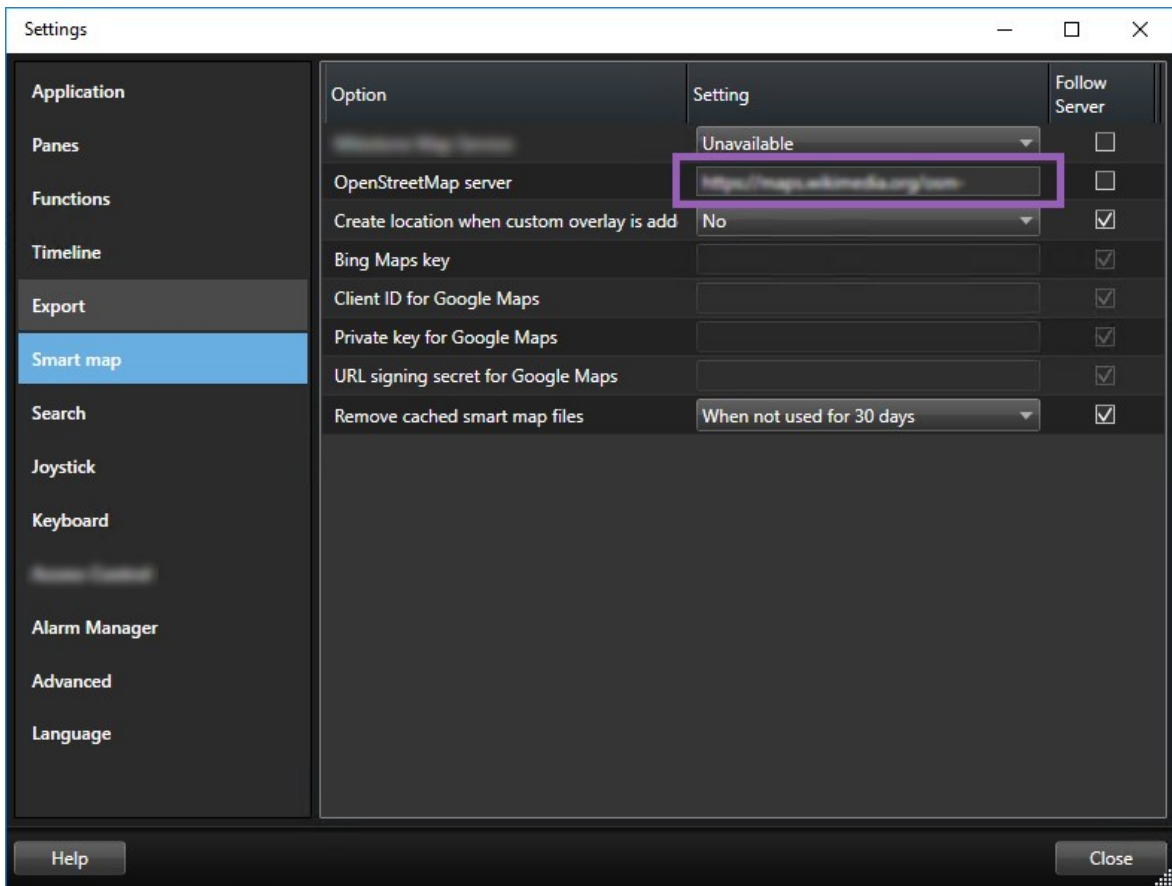 Settings
Application
Panes
Functions
Timeline
Export
Smart map
Search
Joystick
Keyboard
Alarm Manager
Advanced
Language
Option Setting Follow Server
Unavailable
OpenStreetMap server
Create location when custom overlay is add No
Bing Maps key
Client ID for Google Maps
Private key for Google Maps
URL signing secret for Google Maps
Remove cached smart map files When not used for 30 days
Help Close